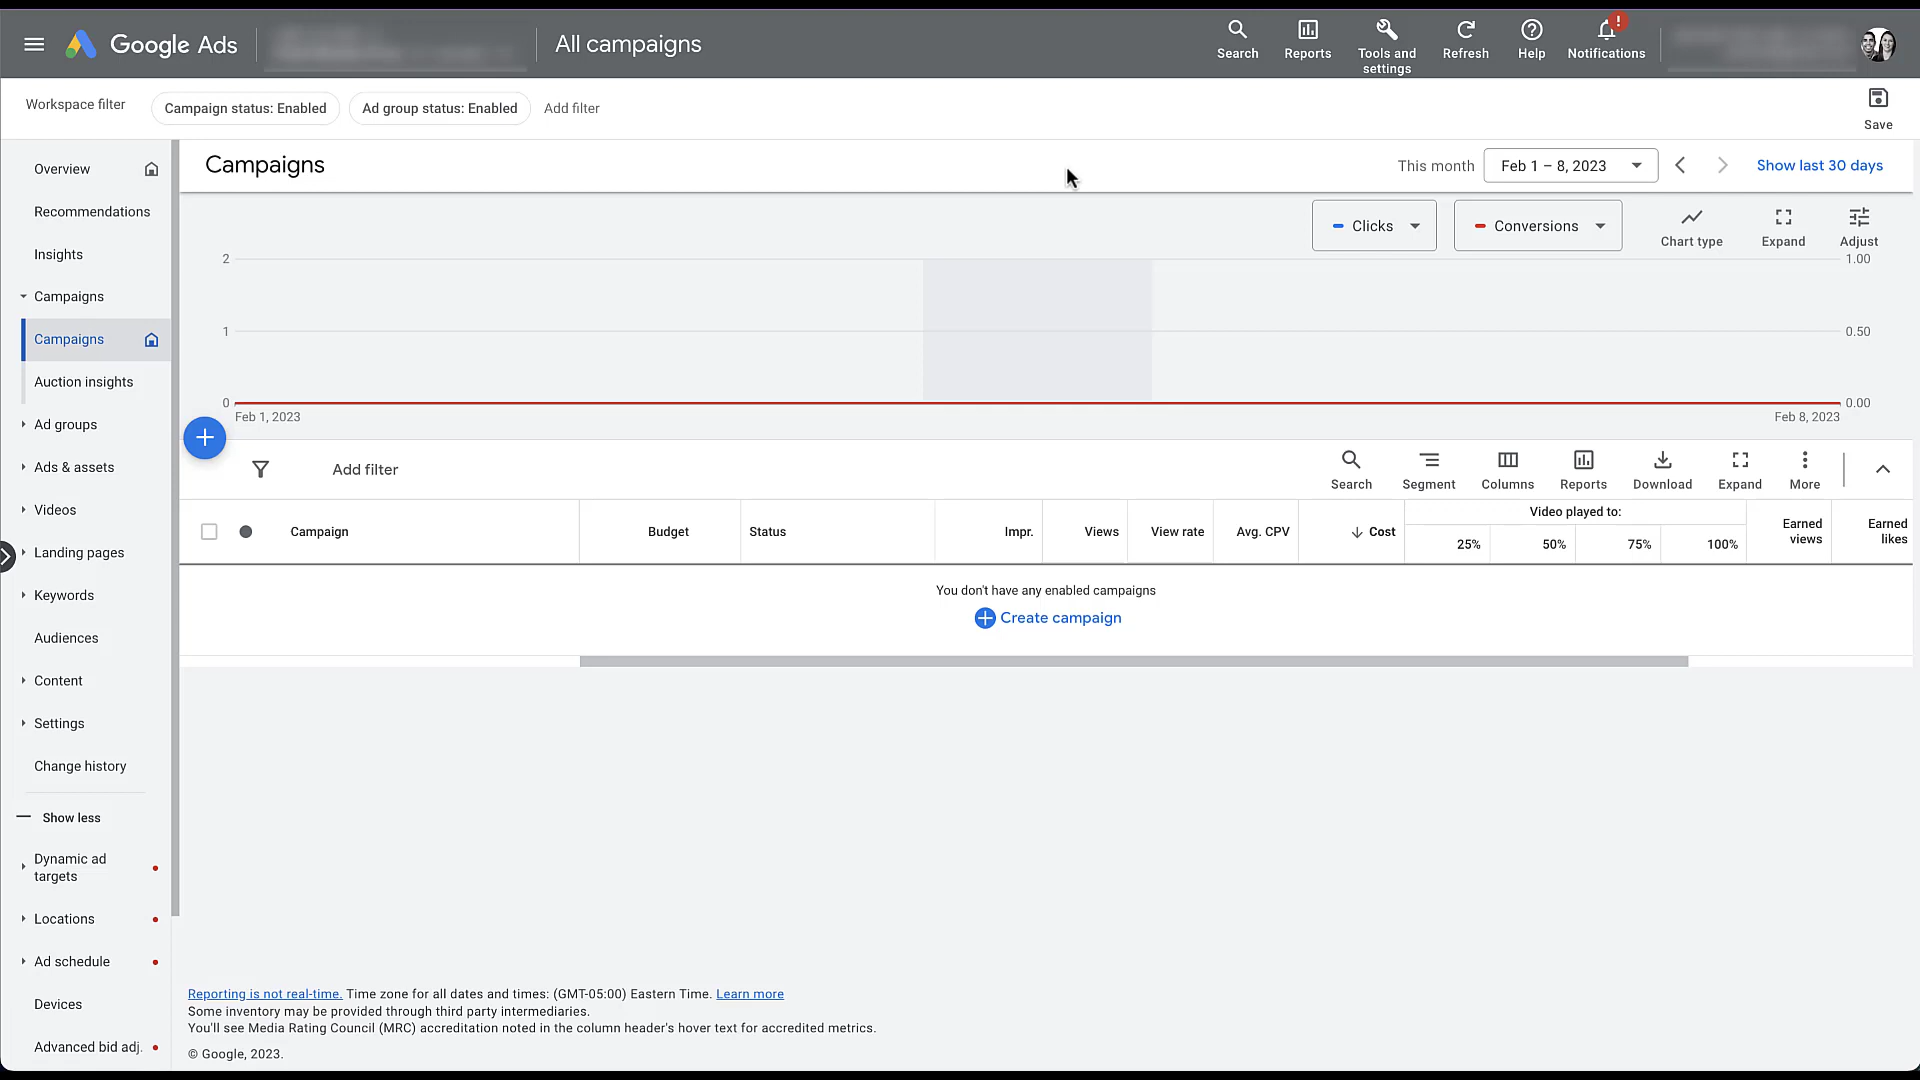 Google Ads
All campaigns
Search
Reports
Tools and
settings
Refresh
Help
!
Notifications
Workspace filter
Campaign status: Enabled
Ad group status: Enabled
Add filter
Save
Overview
Recommendations
Insights
Campaigns
Campaigns
Auction insights
Ad groups
Ads & assets
Videos
Landing pages
Keywords
Audiences
Content
Settings
Change history
Show less
Dynamic ad
targets
Locations
Ad schedule
Devices
Advanced bid adj.
Campaigns
This month
Feb 1 – 8, 2023
Show last 30 days
Clicks
Conversions
Chart type
Expand
Adjust
2
1.00
1
0.50
0
0.00
Feb 1, 2023
Feb 8, 2023
Add filter
Search
Segment
Columns
Reports
Download
Expand
More
Campaign
Budget
Status
Impr.
Views
View rate
Avg. CPV
Cost
Video played to:
25%
50%
75%
100%
Earned
views
Earned
likes
You don't have any enabled campaigns
Create campaign
Reporting is not real-time. Time zone for all dates and times: (GMT-05:00) Eastern Time. Learn more
Some inventory may be provided through third party intermediaries.
You'll see Media Rating Council (MRC) accreditation noted in the column header's hover text for accredited metrics.
© Google, 2023.